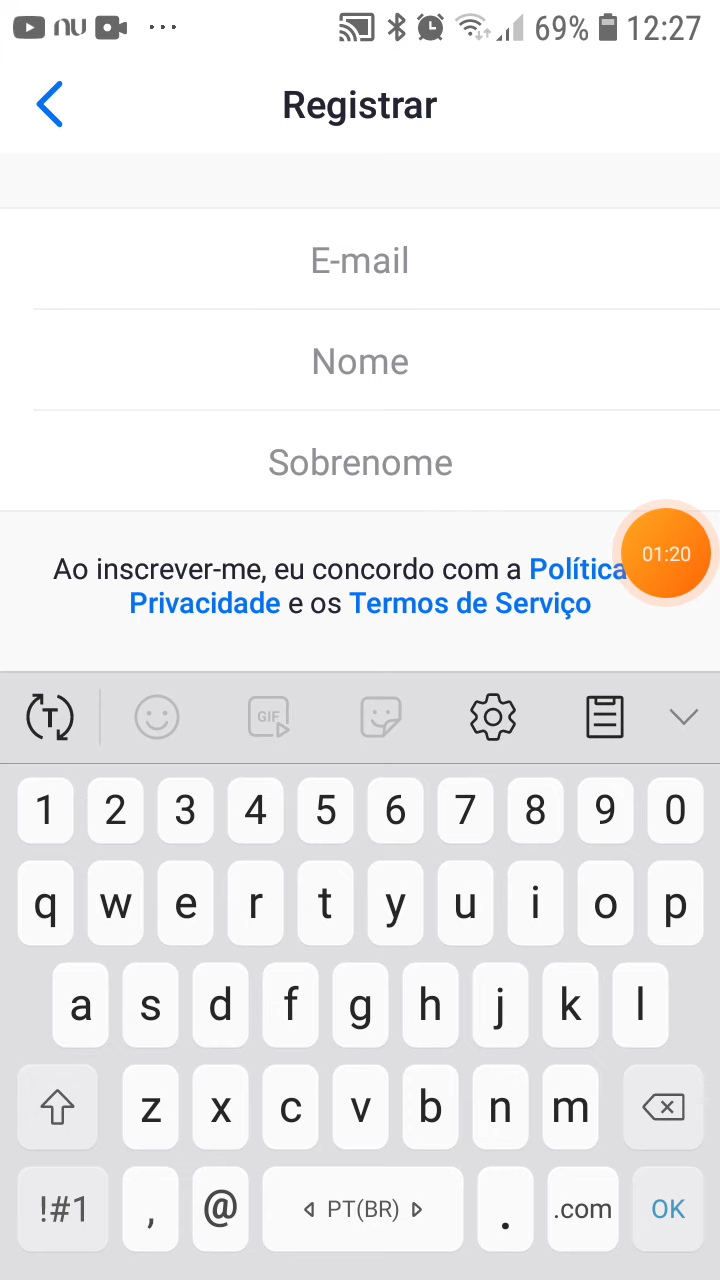 nu ... 69% 12:27
Registrar
E-mail
Nome
Sobrenome
Ao inscrever-me, eu concordo com a Política
01:20
Privacidade e os Termos de Serviço
T GIF
1 2 3 4 5 6 7 8 9 0
q w e r t y u i o p
a s d f g h j k l
z x c v b n m
!#1 , @ PT(BR) . .com OK